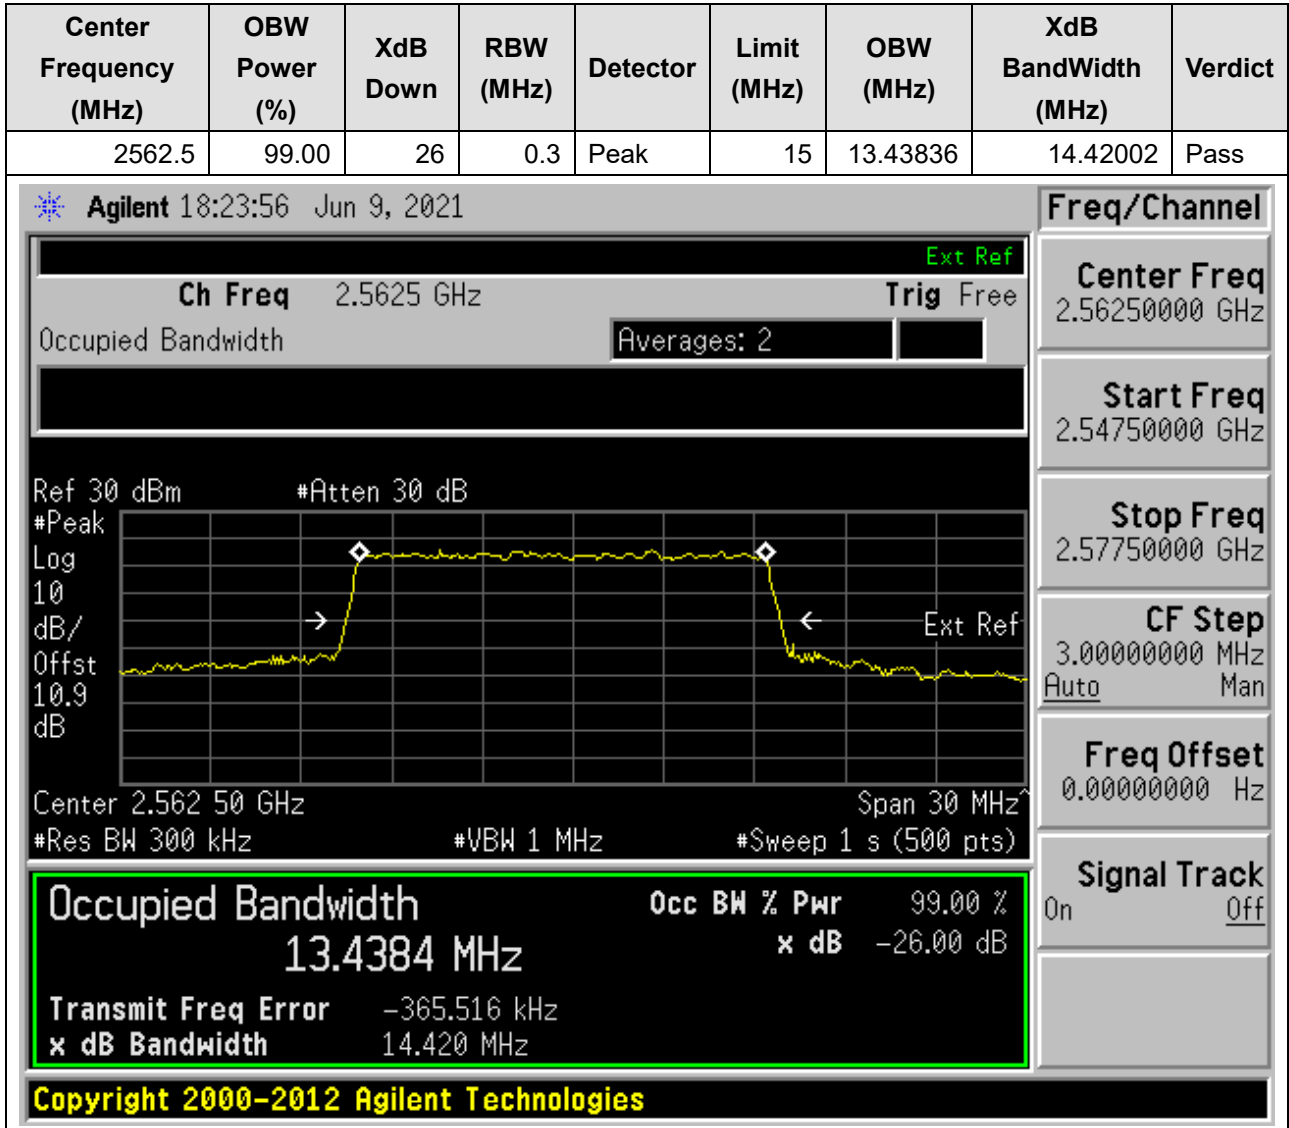 Center Frequency (MHz) OBW Power (%) XdB Down RBW (MHz) Detector Limit (MHz) OBW (MHz) XdB BandWidth (MHz) Verdict
2562.5 99.00 26 0.3 Peak 15 13.43836 14.42002 Pass
Agilent 18:23:56 Jun 9, 2021
Freq/Channel
Ext Ref
Ch Freq 2.5625 GHz Trig Free
Occupied Bandwidth Averages: 2
Ref 30 dBm #Atten 30 dB
#Peak
Log
10
dB/
Offst
10.9
dB
Ext Ref
Center 2.562 50 GHz Span 30 MHz^
#Res BW 300 kHz #VBW 1 MHz #Sweep 1 s (500 pts)
Occupied Bandwidth Occ BW % Pwr 99.00 %
13.4384 MHz x dB -26.00 dB
Transmit Freq Error -365.516 kHz
x dB Bandwidth 14.420 MHz
Copyright 2000-2012 Agilent Technologies
Center Freq
2.56250000 GHz
Start Freq
2.54750000 GHz
Stop Freq
2.57750000 GHz
CF Step
3.00000000 MHz
Auto Man
Freq Offset
0.00000000 Hz
Signal Track
On Off